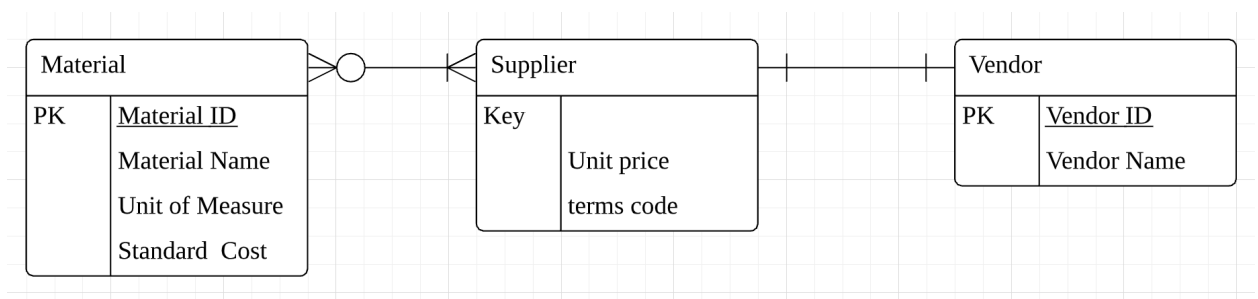 Material
PK Material ID
Material Name
Unit of Measure
Standard Cost
Supplier
Key
Unit price
terms code
Vendor
PK Vendor ID
Vendor Name